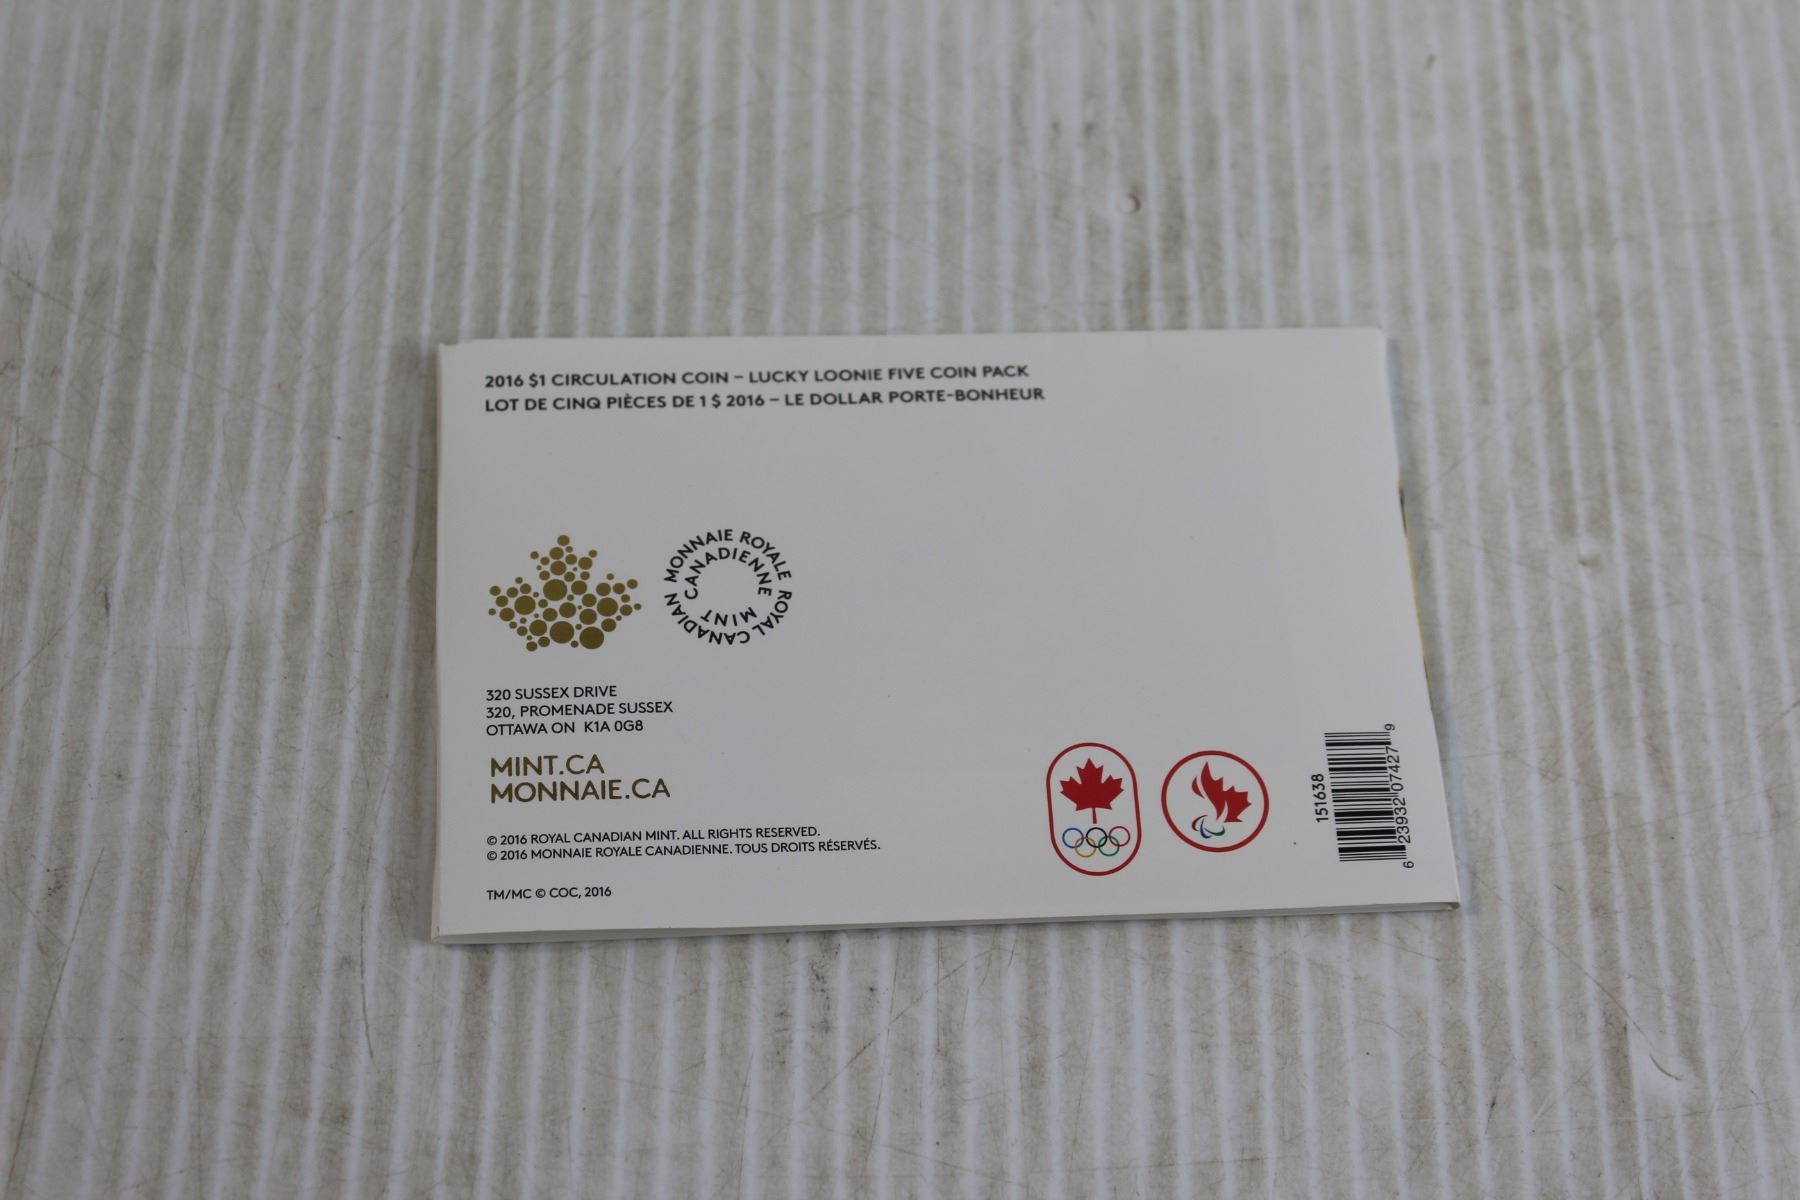 2016 $1 CIRCULATION COIN – LUCKY LOONIE FIVE COIN PACK
LOT DE CINQ PIÈCES DE 1 $ 2016 – LE DOLLAR PORTE-BONHEUR
MONNAIE ROYALE CANADIENNE
ROYAL CANADIAN MINT
320 SUSSEX DRIVE
320, PROMENADE SUSSEX
OTTAWA ON K1A 0G8
MINT.CA
MONNAIE.CA
© 2016 ROYAL CANADIAN MINT. ALL RIGHTS RESERVED.
© 2016 MONNAIE ROYALE CANADIENNE. TOUS DROITS RÉSERVÉS.
TM/MC © COC, 2016
151638
6 23932 07427 9